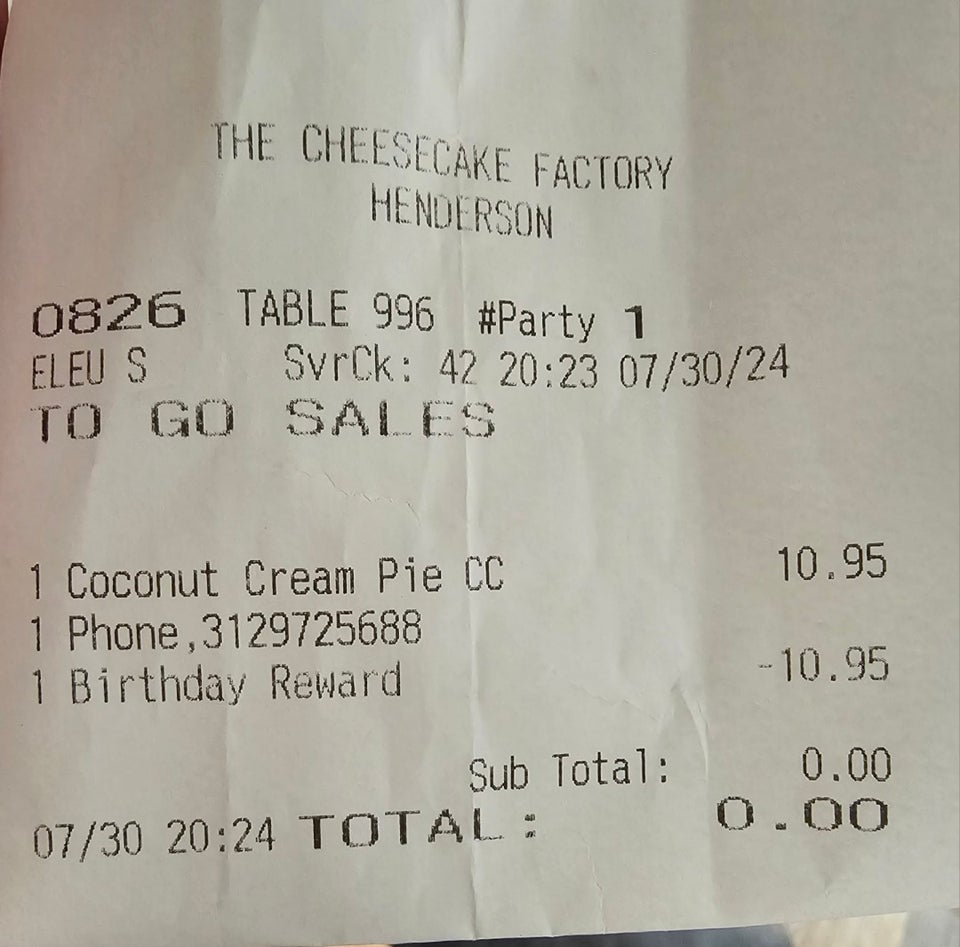 THE CHEESECAKE FACTORY
HENDERSON
0826 TABLE 996 #Party 1
ELEU S SvrCk: 42 20:23 07/30/24
TO GO SALES
1 Coconut Cream Pie CC 10.95
1 Phone,3129725688
1 Birthday Reward -10.95
Sub Total: 0.00
07/30 20:24 TOTAL: 0.00